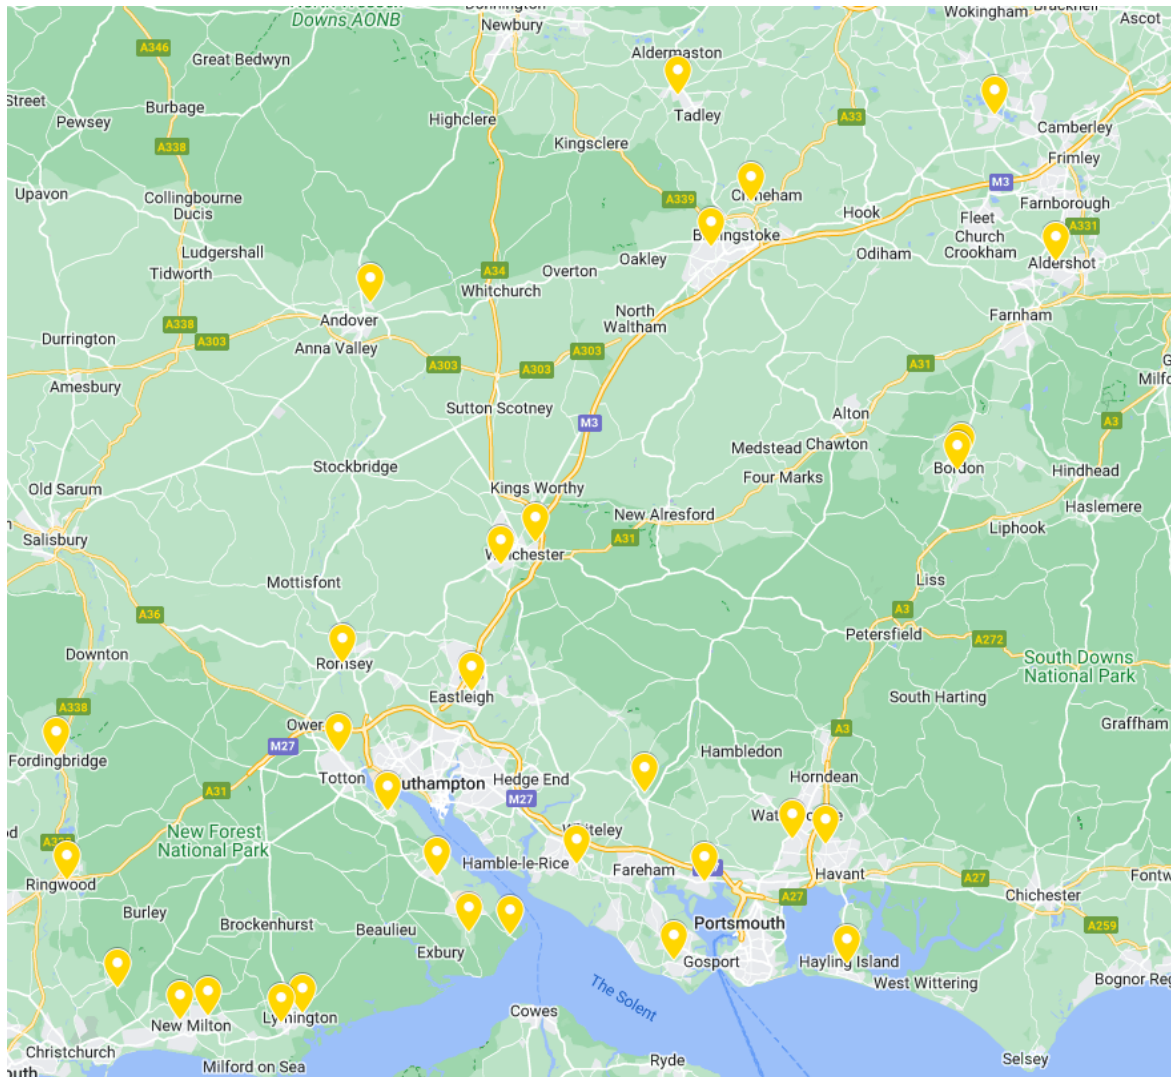 Downs AONB
Donnington
Newbury
Wokingham
Bracknell
Ascot
A346
Great Bedwyn
Aldermaston
Street
Burbage
Pewsey
Highclere
Tadley
A33
Camberley
A338
Kingsclere
Frimley
Upavon
Collingbourne
Ducis
A339
M3
Hook
Fleet
Church
Crookham
Farnborough
A331
Ludgershall
Tidworth
A34
Overton
Oakley
Odiham
Aldershot
Whitchurch
Andover
North
Waltham
Farnham
A338
A303
Durrington
Anna Valley
A303
A303
A303
A31
Amesbury
Sutton Scotney
M3
Alton
A3
Medstead
Chawton
Stockbridge
Four Marks
Bordon
Hindhead
Old Sarum
Kings Worthy
New Alresford
Haslemere
Liphook
Salisbury
A31
Mottisfont
Liss
A36
A3
Petersfield
A272
Downton
Romsey
South Downs
National Park
Eastleigh
South Harting
A338
Ower
Graffham
A3
Fordingbridge
M27
Hambledon
Totton
Hedge End
Horndean
A31
M27
New Forest
National Park
Hamble-le-Rice
Fareham
Havant
Ringwood
A27
A27
Chichester
Burley
Brockenhurst
Beaulieu
Portsmouth
A259
Exbury
Gosport
Hayling Island
Bognor Reg
West Wittering
The Solent
New Milton
Cowes
Christchurch
Milford on Sea
Ryde
Selsey
outh